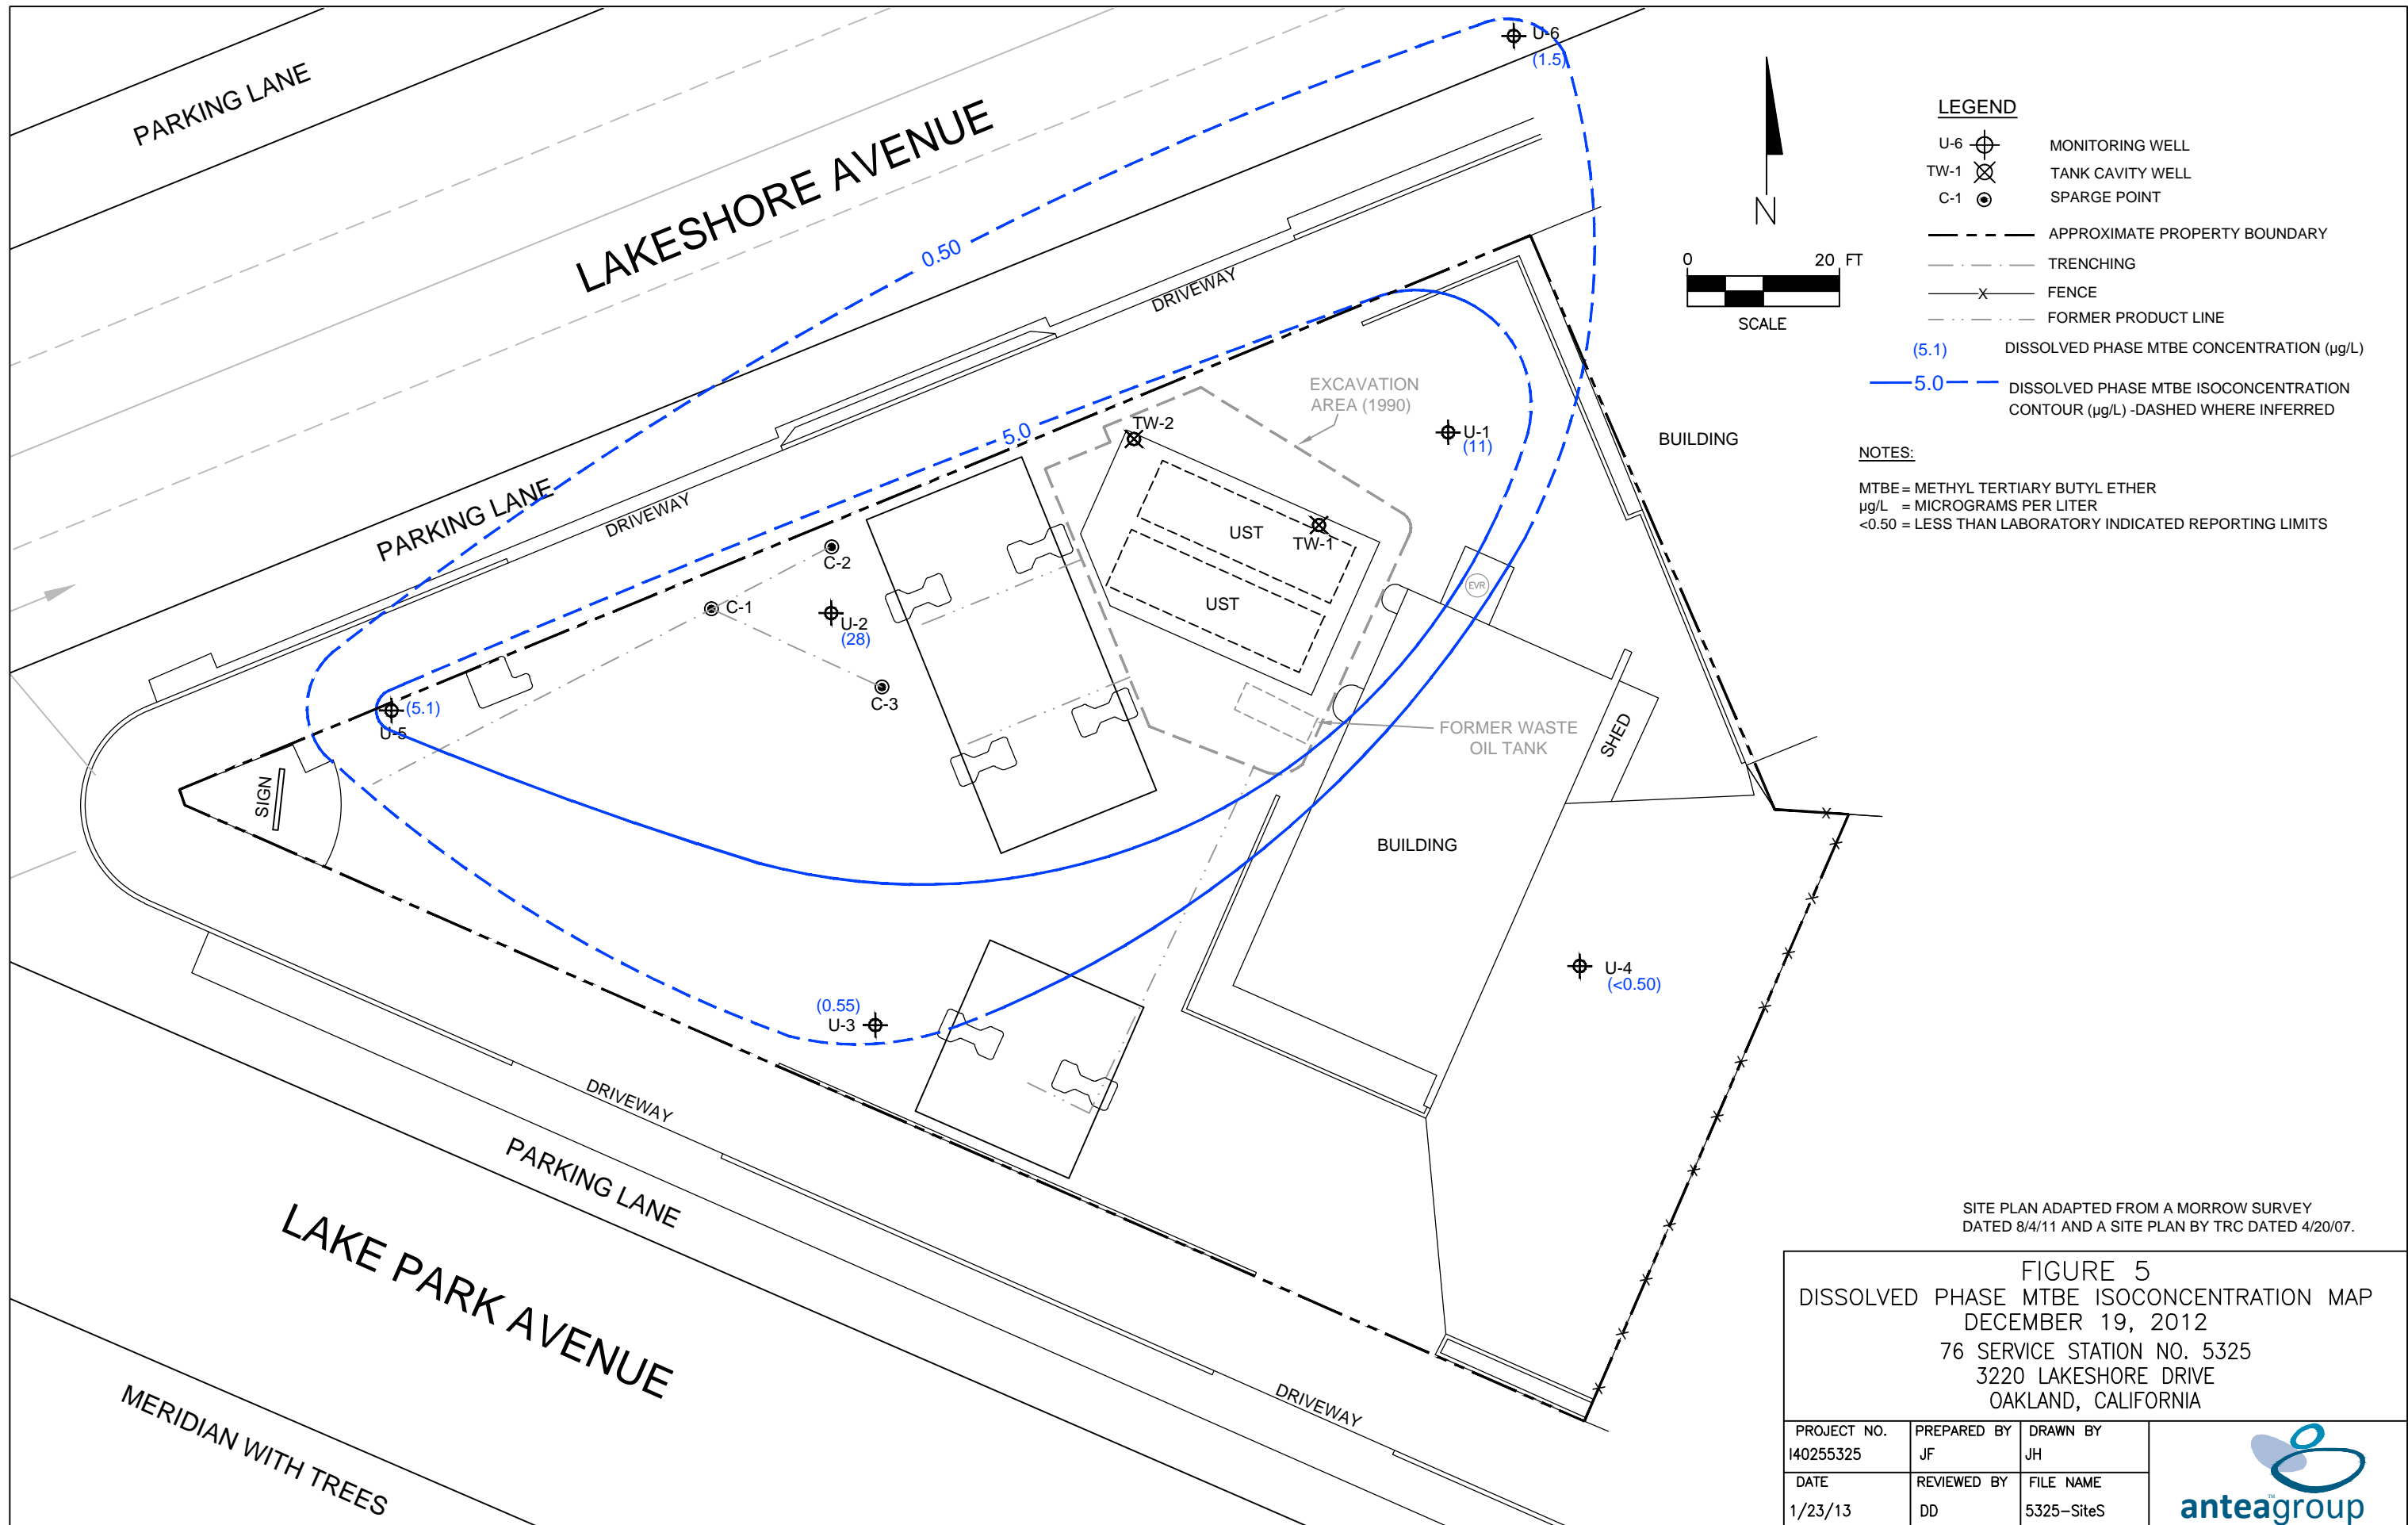 PARKING LANE
LAKESHORE AVENUE
U-6
(1.5)
0.50
DRIVEWAY
N
0 20 FT
SCALE
LEGEND
U-6 MONITORING WELL
TW-1 TANK CAVITY WELL
C-1 SPARGE POINT
APPROXIMATE PROPERTY BOUNDARY
TRENCHING
X FENCE
FORMER PRODUCT LINE
(5.1) DISSOLVED PHASE MTBE CONCENTRATION (µg/L)
5.0 DISSOLVED PHASE MTBE ISOCONCENTRATION
CONTOUR (µg/L) -DASHED WHERE INFERRED
NOTES:
MTBE = METHYL TERTIARY BUTYL ETHER
µg/L = MICROGRAMS PER LITER
<0.50 = LESS THAN LABORATORY INDICATED REPORTING LIMITS
EXCAVATION
AREA (1990)
TW-2
5.0
U-1
(11)
BUILDING
PARKING LANE
DRIVEWAY
UST
TW-1
C-2
UST
EVR
C-1
U-2
(28)
C-3
(5.1)
U-5
FORMER WASTE
OIL TANK
SHED
SIGN
BUILDING
U-4
(<0.50)
(0.55)
U-3
DRIVEWAY
PARKING LANE
LAKE PARK AVENUE
MERIDIAN WITH TREES
DRIVEWAY
SITE PLAN ADAPTED FROM A MORROW SURVEY
DATED 8/4/11 AND A SITE PLAN BY TRC DATED 4/20/07.
FIGURE 5
DISSOLVED PHASE MTBE ISOCONCENTRATION MAP
DECEMBER 19, 2012
76 SERVICE STATION NO. 5325
3220 LAKESHORE DRIVE
OAKLAND, CALIFORNIA
PROJECT NO. PREPARED BY DRAWN BY
I40255325 JF JH
DATE REVIEWED BY FILE NAME
1/23/13 DD 5325-SiteS
anteagroup™